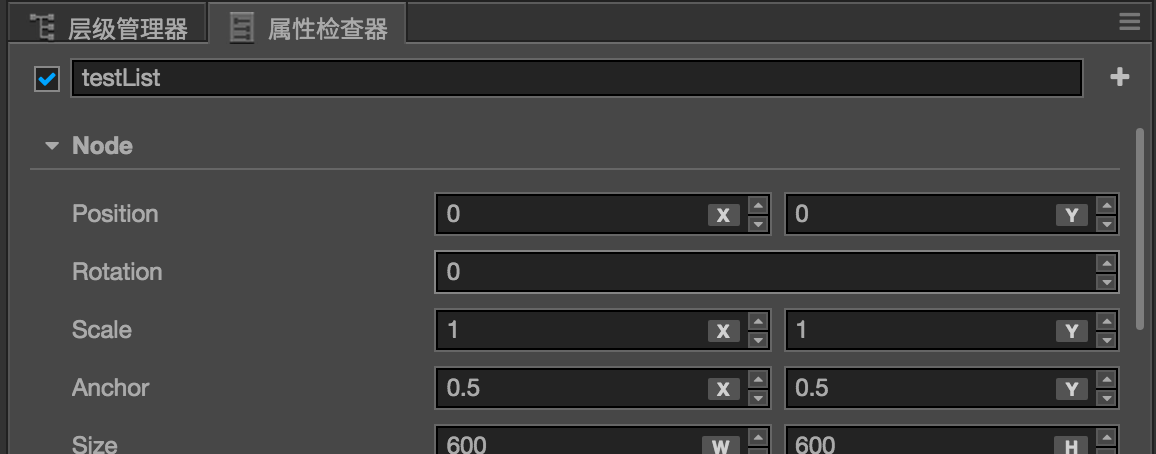 层级管理器 属性检查器
testList
Node
Position 0 X 0 Y
Rotation 0
Scale 1 X 1 Y
Anchor 0.5 X 0.5 Y
Size 600 W 600 H